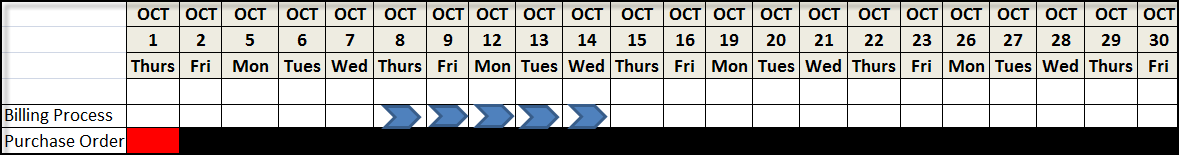 OCT OCT OCT OCT OCT OCT OCT OCT OCT OCT OCT OCT OCT OCT OCT OCT OCT OCT OCT OCT OCT OCT
1 2 5 6 7 8 9 12 13 14 15 16 19 20 21 22 23 26 27 28 29 30
Thurs Fri Mon Tues Wed Thurs Fri Mon Tues Wed Thurs Fri Mon Tues Wed Thurs Fri Mon Tues Wed Thurs Fri
Billing Process
Purchase Order